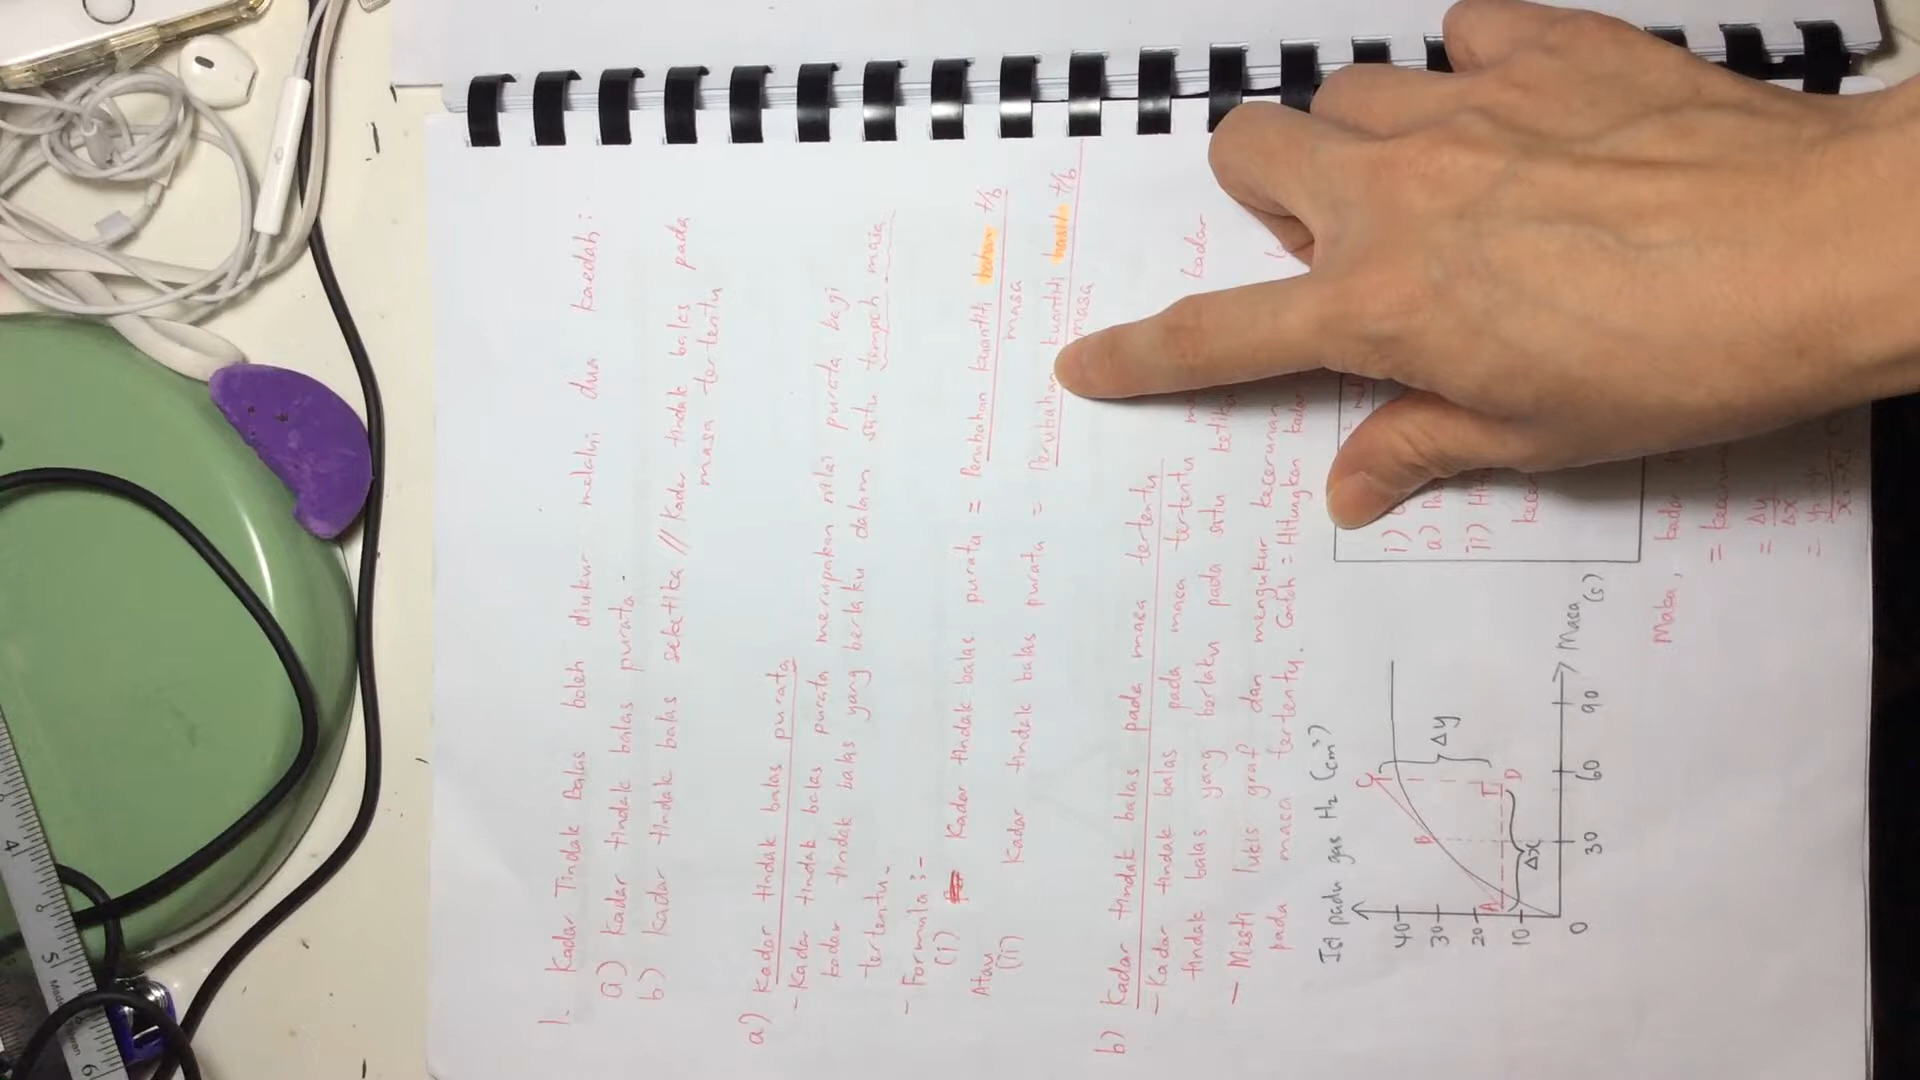 1. Kadar Tindak Balas boleh diukur melalui dua kaedah:
a) Kadar tindak balas purata.
b) Kadar tindak balas seketika // Kadar tindak balas pada
masa tertentu
a) Kadar tindak balas purata
- Kadar tindak balas purata merupakan nilai purata bagi
kadar tindak balas yang berlaku dalam satu tempoh masa
tertentu.
- Formula :-
(i) Kadar tindak balas purata = Perubahan kuantiti bahan t/b
masa
Atau
(ii) Kadar tindak balas purata = Perubahan kuantiti hasil t/b
masa
b) Kadar tindak balas pada masa tertentu
- Kadar tindak balas pada masa tertentu kadar
tindak balas yang berlaku pada satu ketika
- Mesti lukis graf dan mengukur kecerunan
pada masa tertentu. Contoh = Hitungkan kadar
Isi padu gas H₂ (cm³)
40
30
20
10
0
30
60
90
Masa
(s)
A
B
C
D
E
Δy
Δx
i)
a)
ii)
Maka, kadar
=
= Δy
Δx
=
4
5
6